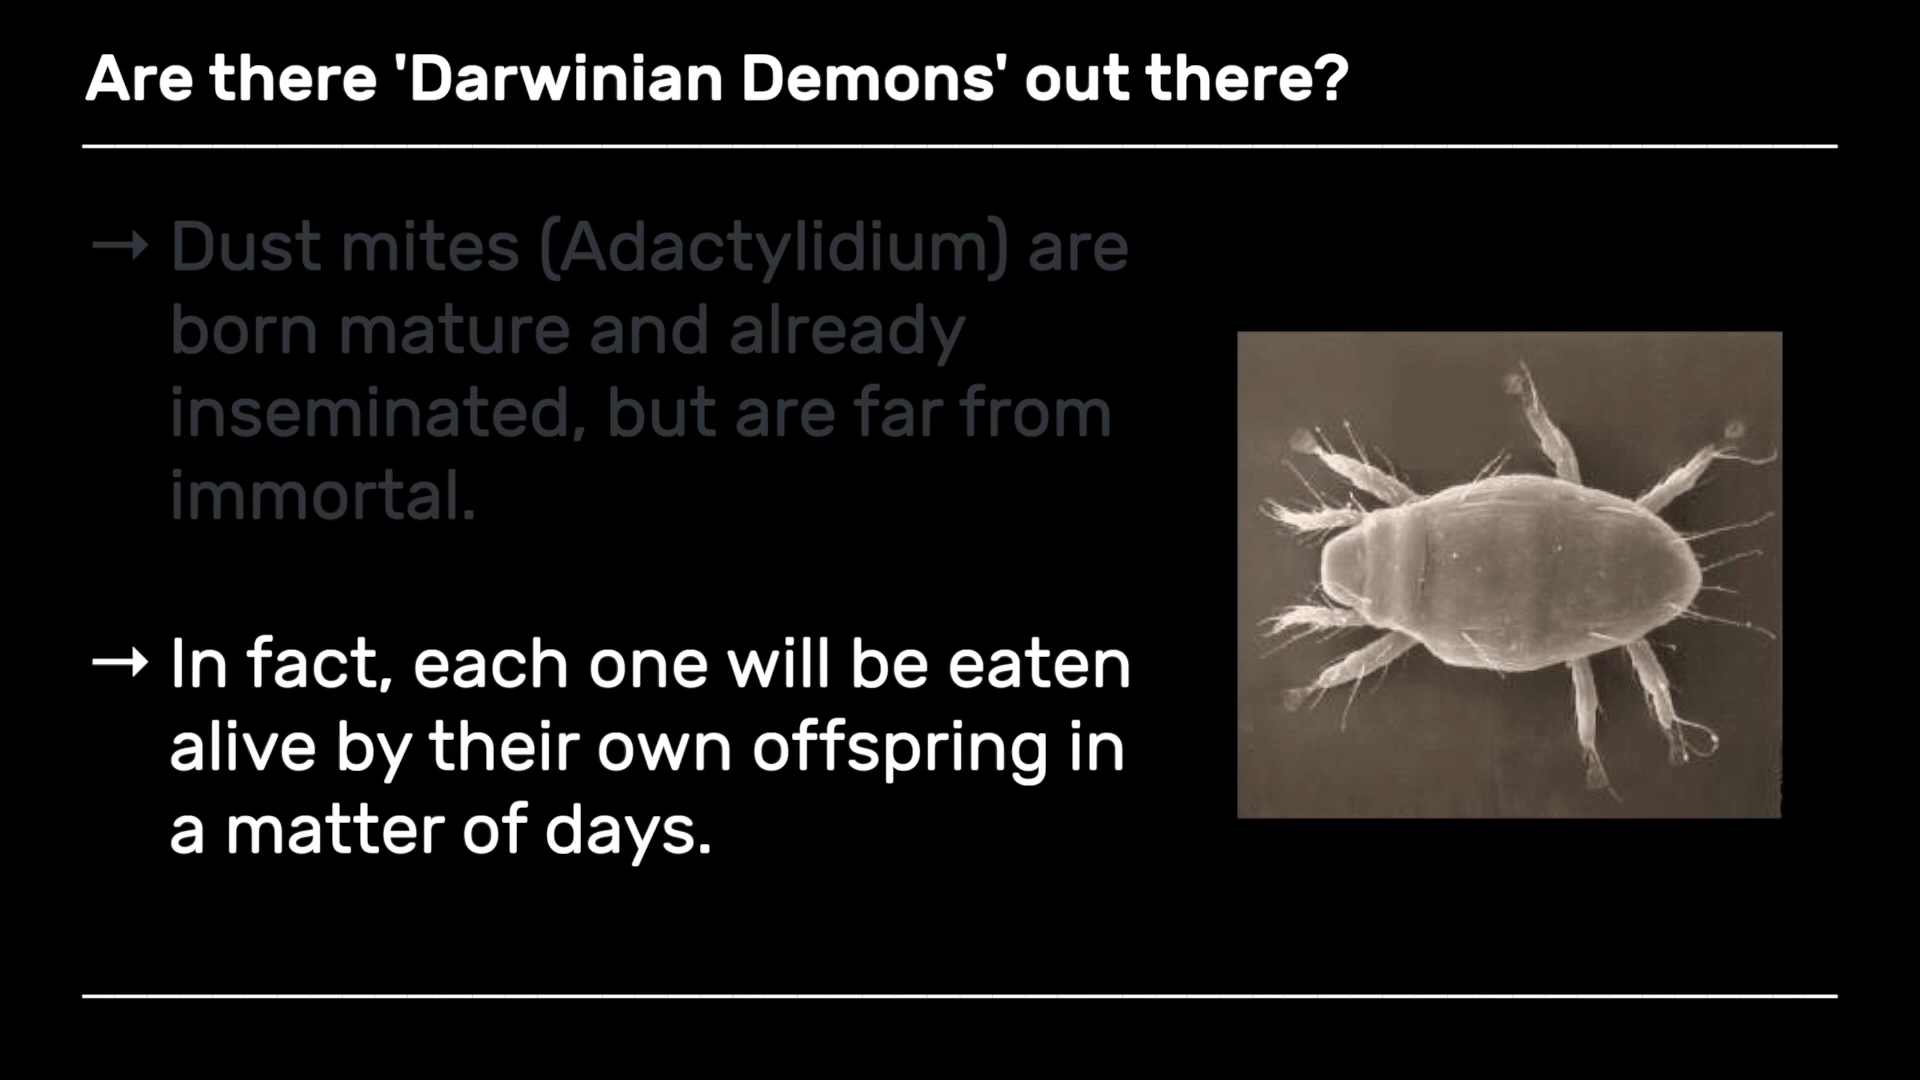 Are there 'Darwinian Demons' out there?
→ Dust mites (Adactylidium) are
born mature and already
inseminated, but are far from
immortal.
→ In fact, each one will be eaten
alive by their own offspring in
a matter of days.